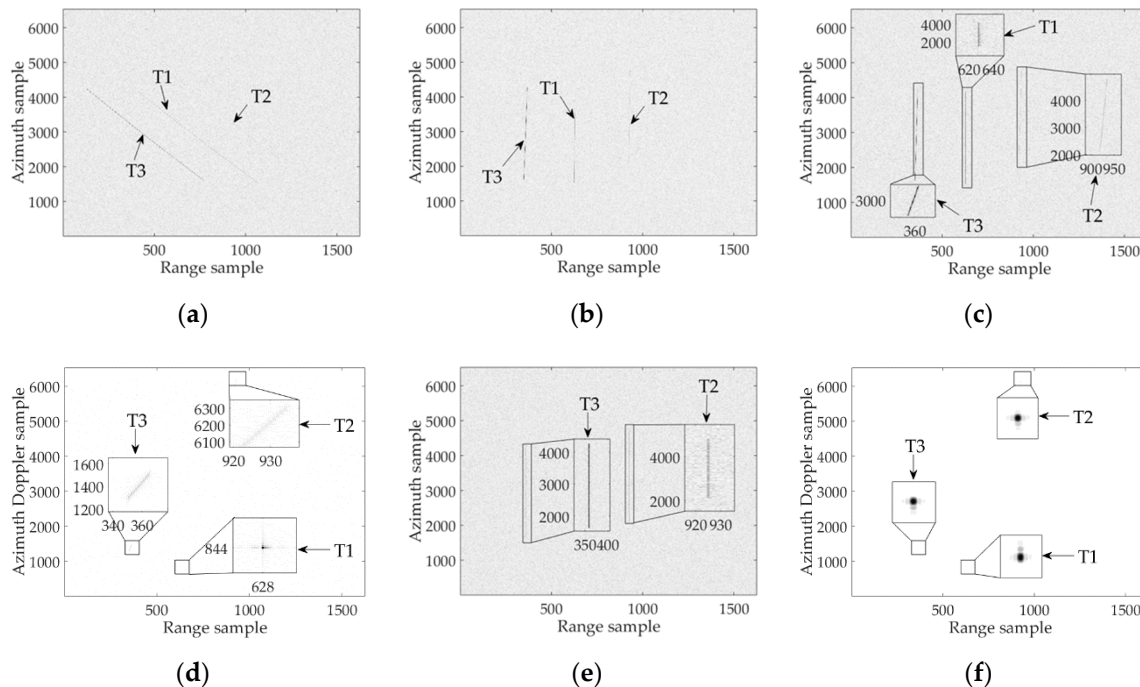 6000
5000
4000
3000
2000
1000
Azimuth sample
T1
T2
T3
500 1000 1500
Range sample
(a)
6000
5000
4000
3000
2000
1000
Azimuth sample
T1
T2
T3
500 1000 1500
Range sample
(b)
6000
5000
4000
3000
2000
1000
Azimuth sample
4000
2000
620 640
T1
4000
3000
2000
900950
T2
3000
360
T3
500 1000 1500
Range sample
(c)
6000
5000
4000
3000
2000
1000
Azimuth Doppler sample
T3
1600
1400
1200
340 360
6300
6200
6100
920 930
T2
844
628
T1
500 1000 1500
Range sample
(d)
6000
5000
4000
3000
2000
1000
Azimuth sample
T3
4000
3000
2000
350400
T2
4000
2000
920 930
500 1000 1500
Range sample
(e)
6000
5000
4000
3000
2000
1000
Azimuth Doppler sample
T2
T3
T1
500 1000 1500
Range sample
(f)